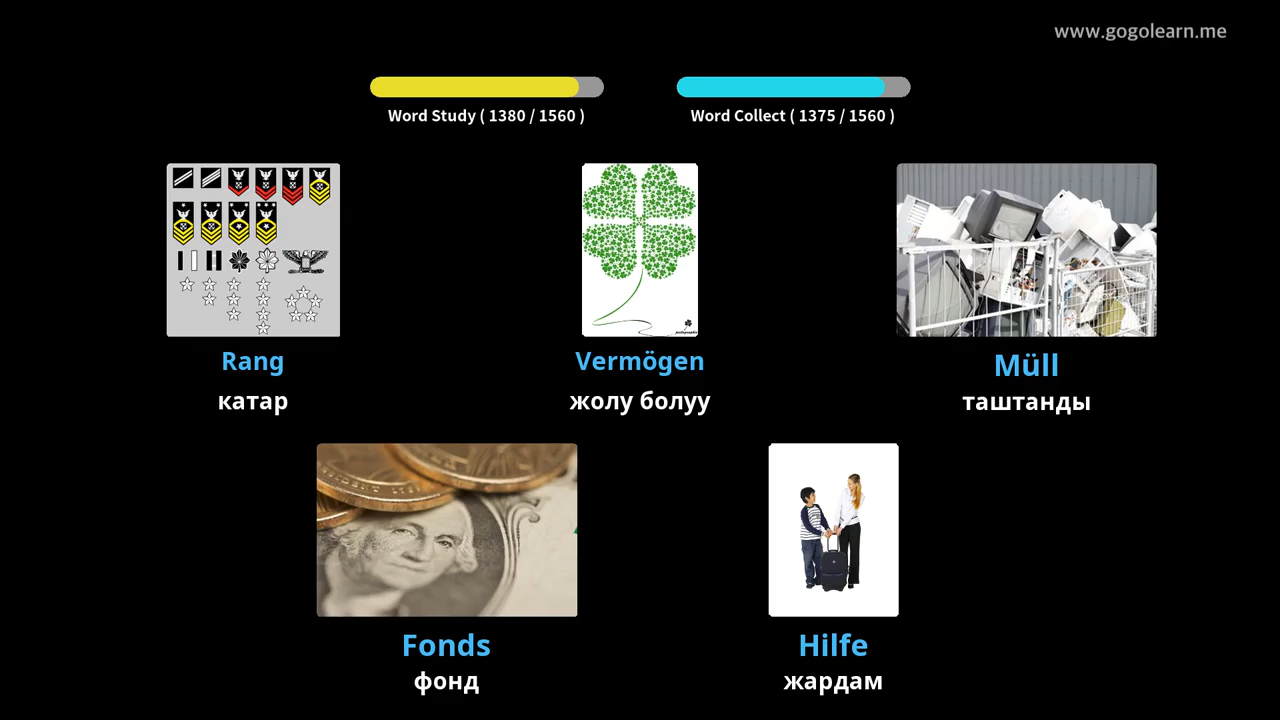 www.gogolearn.me
Word Study ( 1380 / 1560 )
Word Collect ( 1375 / 1560 )
Rang
Vermögen
Müll
катар
жолу болуу
таштанды
Fonds
Hilfe
фонд
жардам